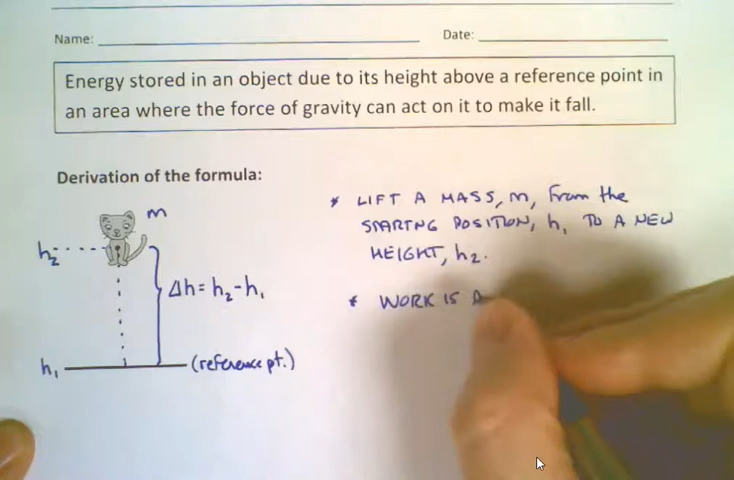 Name: Date:
Energy stored in an object due to its height above a reference point in
an area where the force of gravity can act on it to make it fall.
Derivation of the formula:
m
h₂
Δh = h₂ - h₁
h₁ (reference pt.)
* LIFT A MASS, m, From the
STARTNG POSITION, h, TO A NEW
HEIGHT, h₂.
* WORK IS